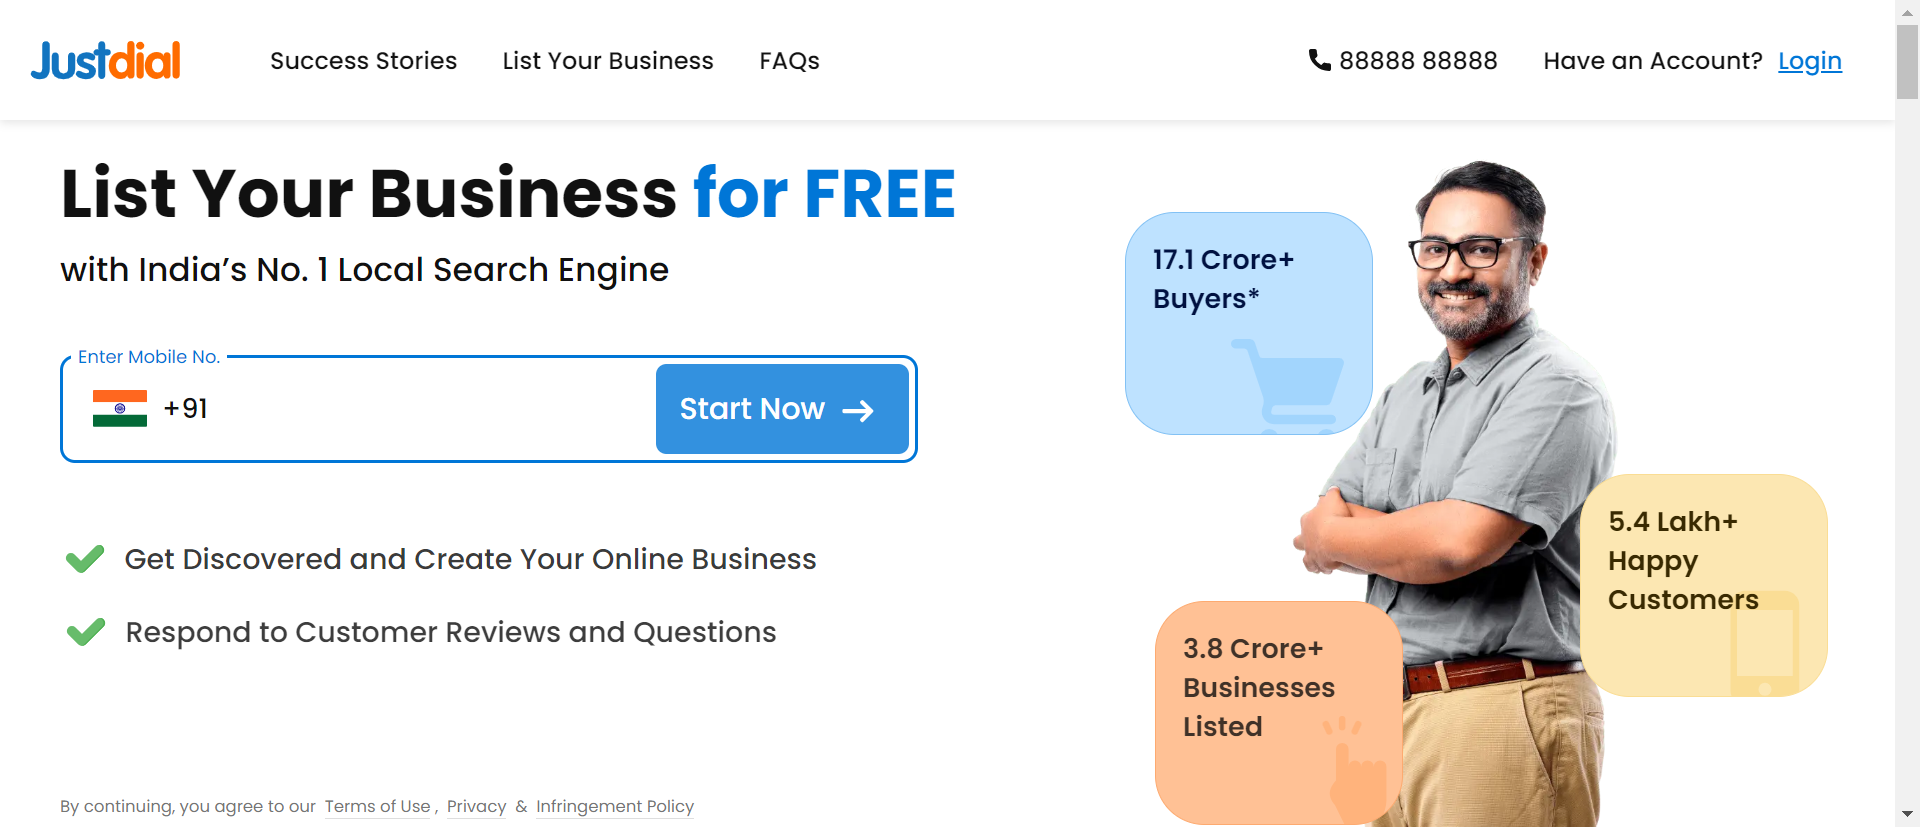 Justdial
Success Stories
List Your Business
FAQs
88888 88888
Have an Account? Login
List Your Business for FREE
with India’s No. 1 Local Search Engine
Enter Mobile No.
+91
Start Now
Get Discovered and Create Your Online Business
Respond to Customer Reviews and Questions
By continuing, you agree to our Terms of Use , Privacy & Infringement Policy
17.1 Crore+
Buyers*
5.4 Lakh+
Happy
Customers
3.8 Crore+
Businesses
Listed